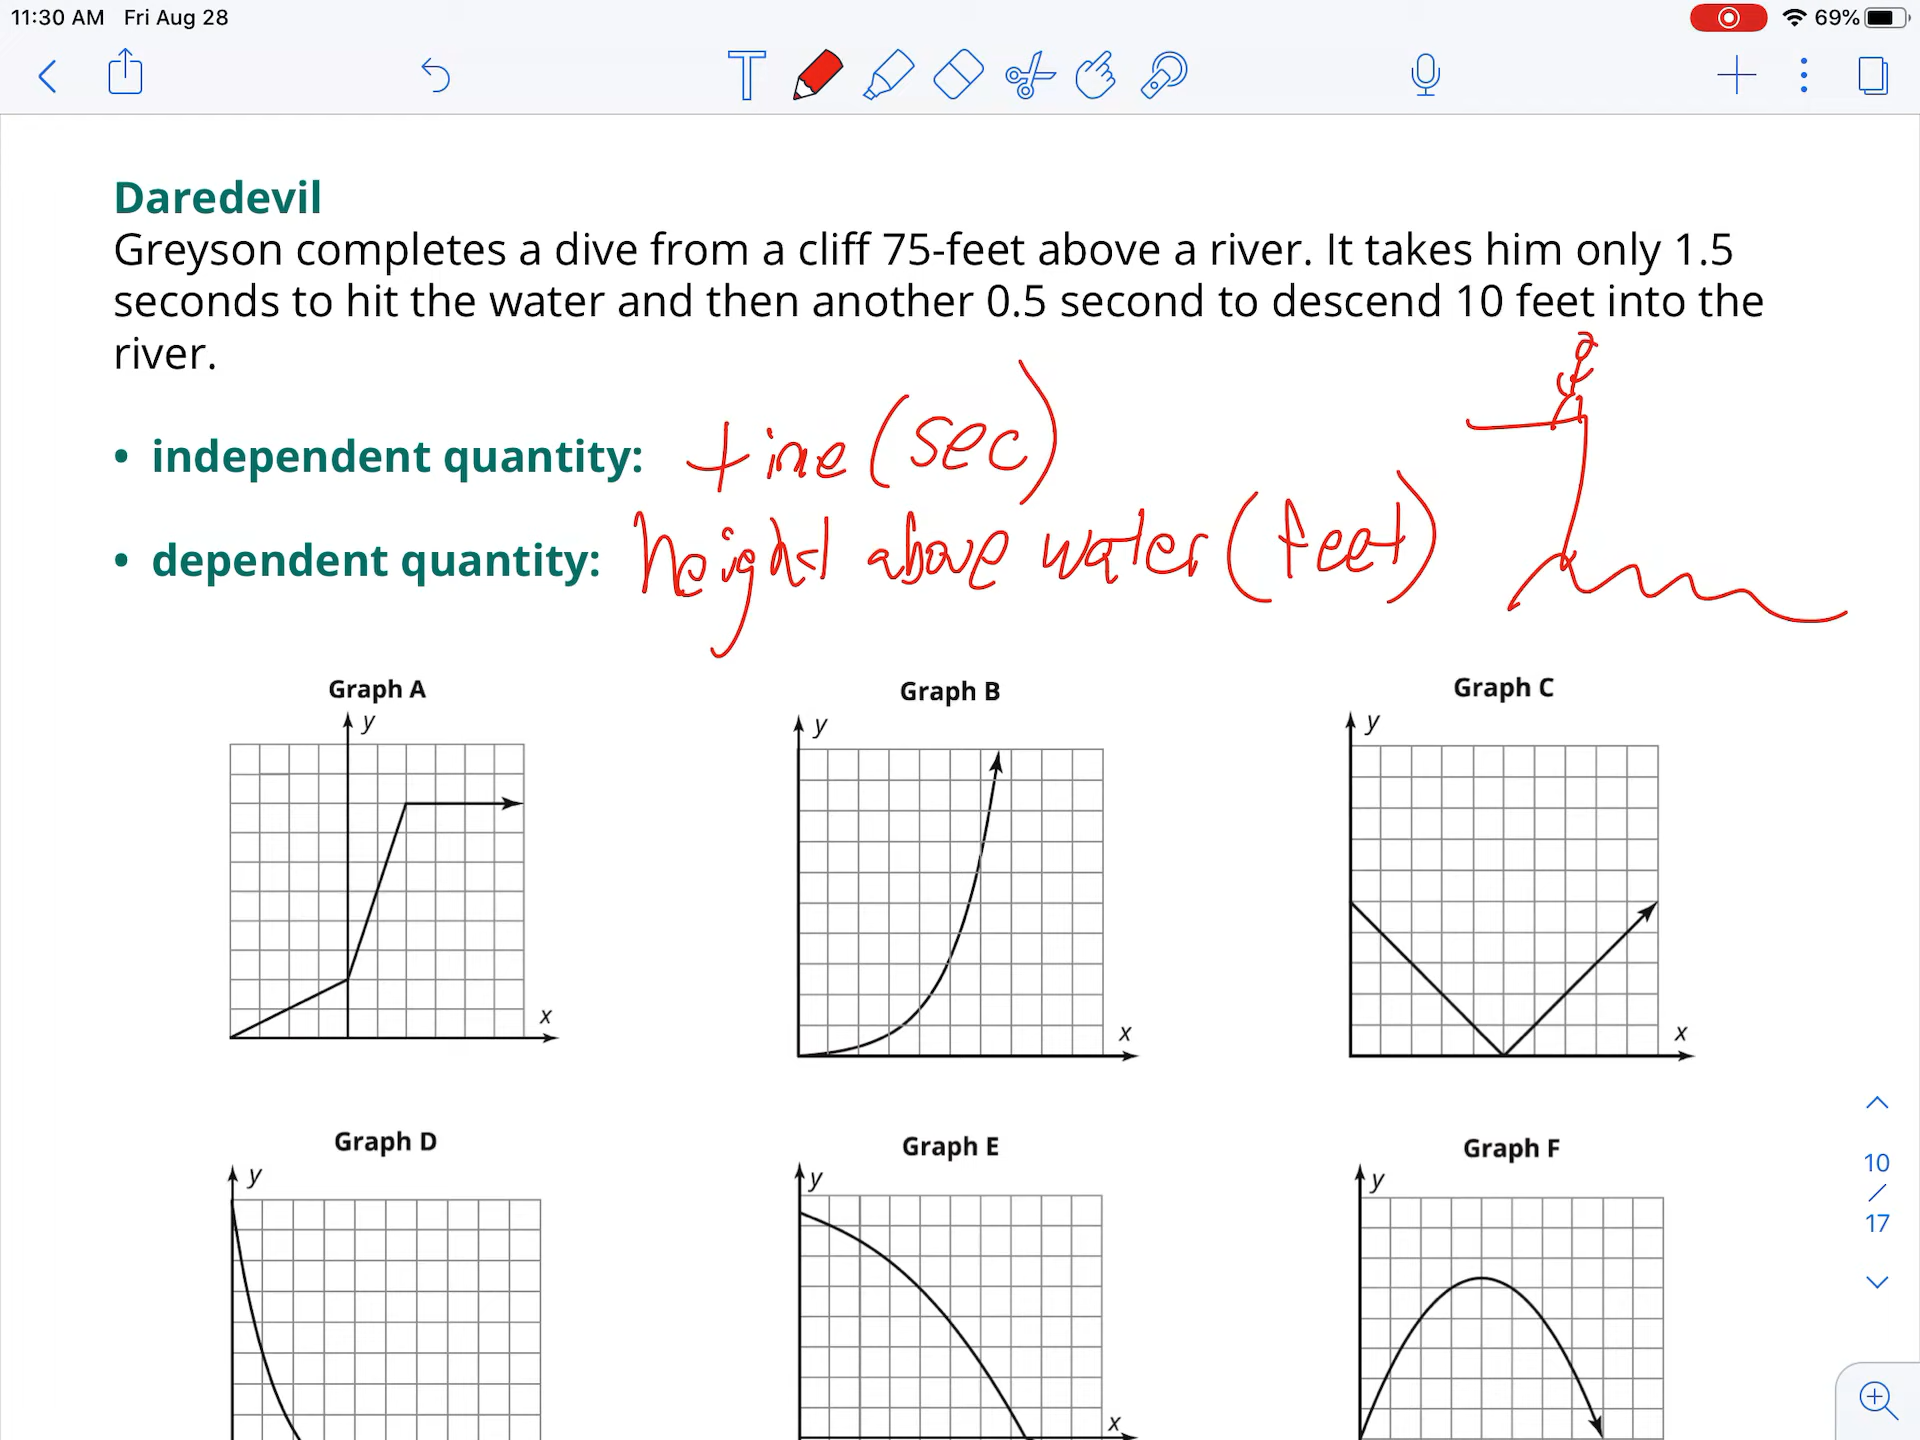 11:30 AM Fri Aug 28
69%
Daredevil
Greyson completes a dive from a cliff 75-feet above a river. It takes him only 1.5
seconds to hit the water and then another 0.5 second to descend 10 feet into the
river.
• independent quantity: time (sec)
• dependent quantity: height above water (feet)
Graph A
Graph B
Graph C
y
y
y
x
x
x
Graph D
Graph E
Graph F
y
y
y
x
10
/
17